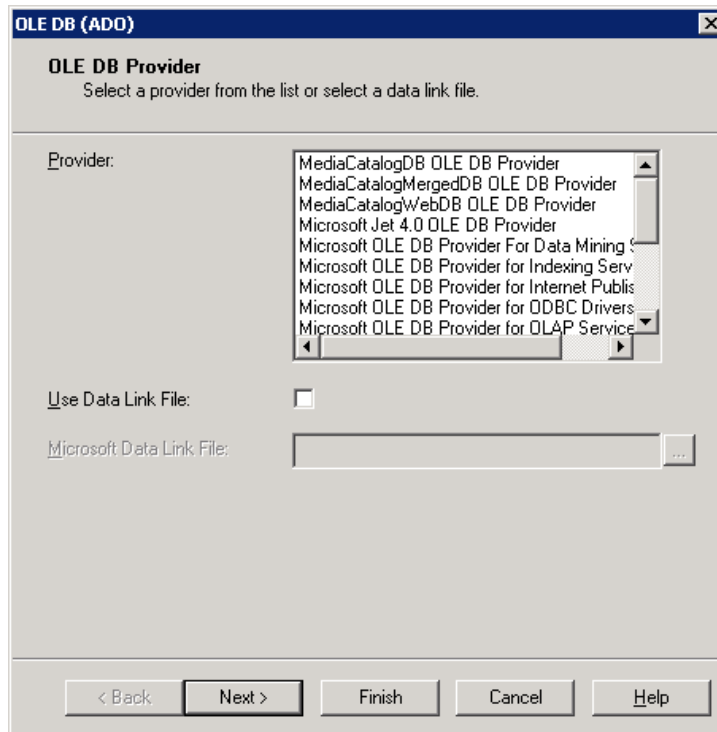 OLE DB (ADO)
OLE DB Provider
Select a provider from the list or select a data link file.
Provider:
MediaCatalogDB OLE DB Provider
MediaCatalogMergedDB OLE DB Provider
MediaCatalogWebDB OLE DB Provider
Microsoft Jet 4.0 OLE DB Provider
Microsoft OLE DB Provider For Data Mining S
Microsoft OLE DB Provider for Indexing Serv
Microsoft OLE DB Provider for Internet Publis
Microsoft OLE DB Provider for ODBC Drivers
Microsoft OLE DB Provider for OLAP Service
Use Data Link File:
Microsoft Data Link File:
...
< Back Next > Finish Cancel Help